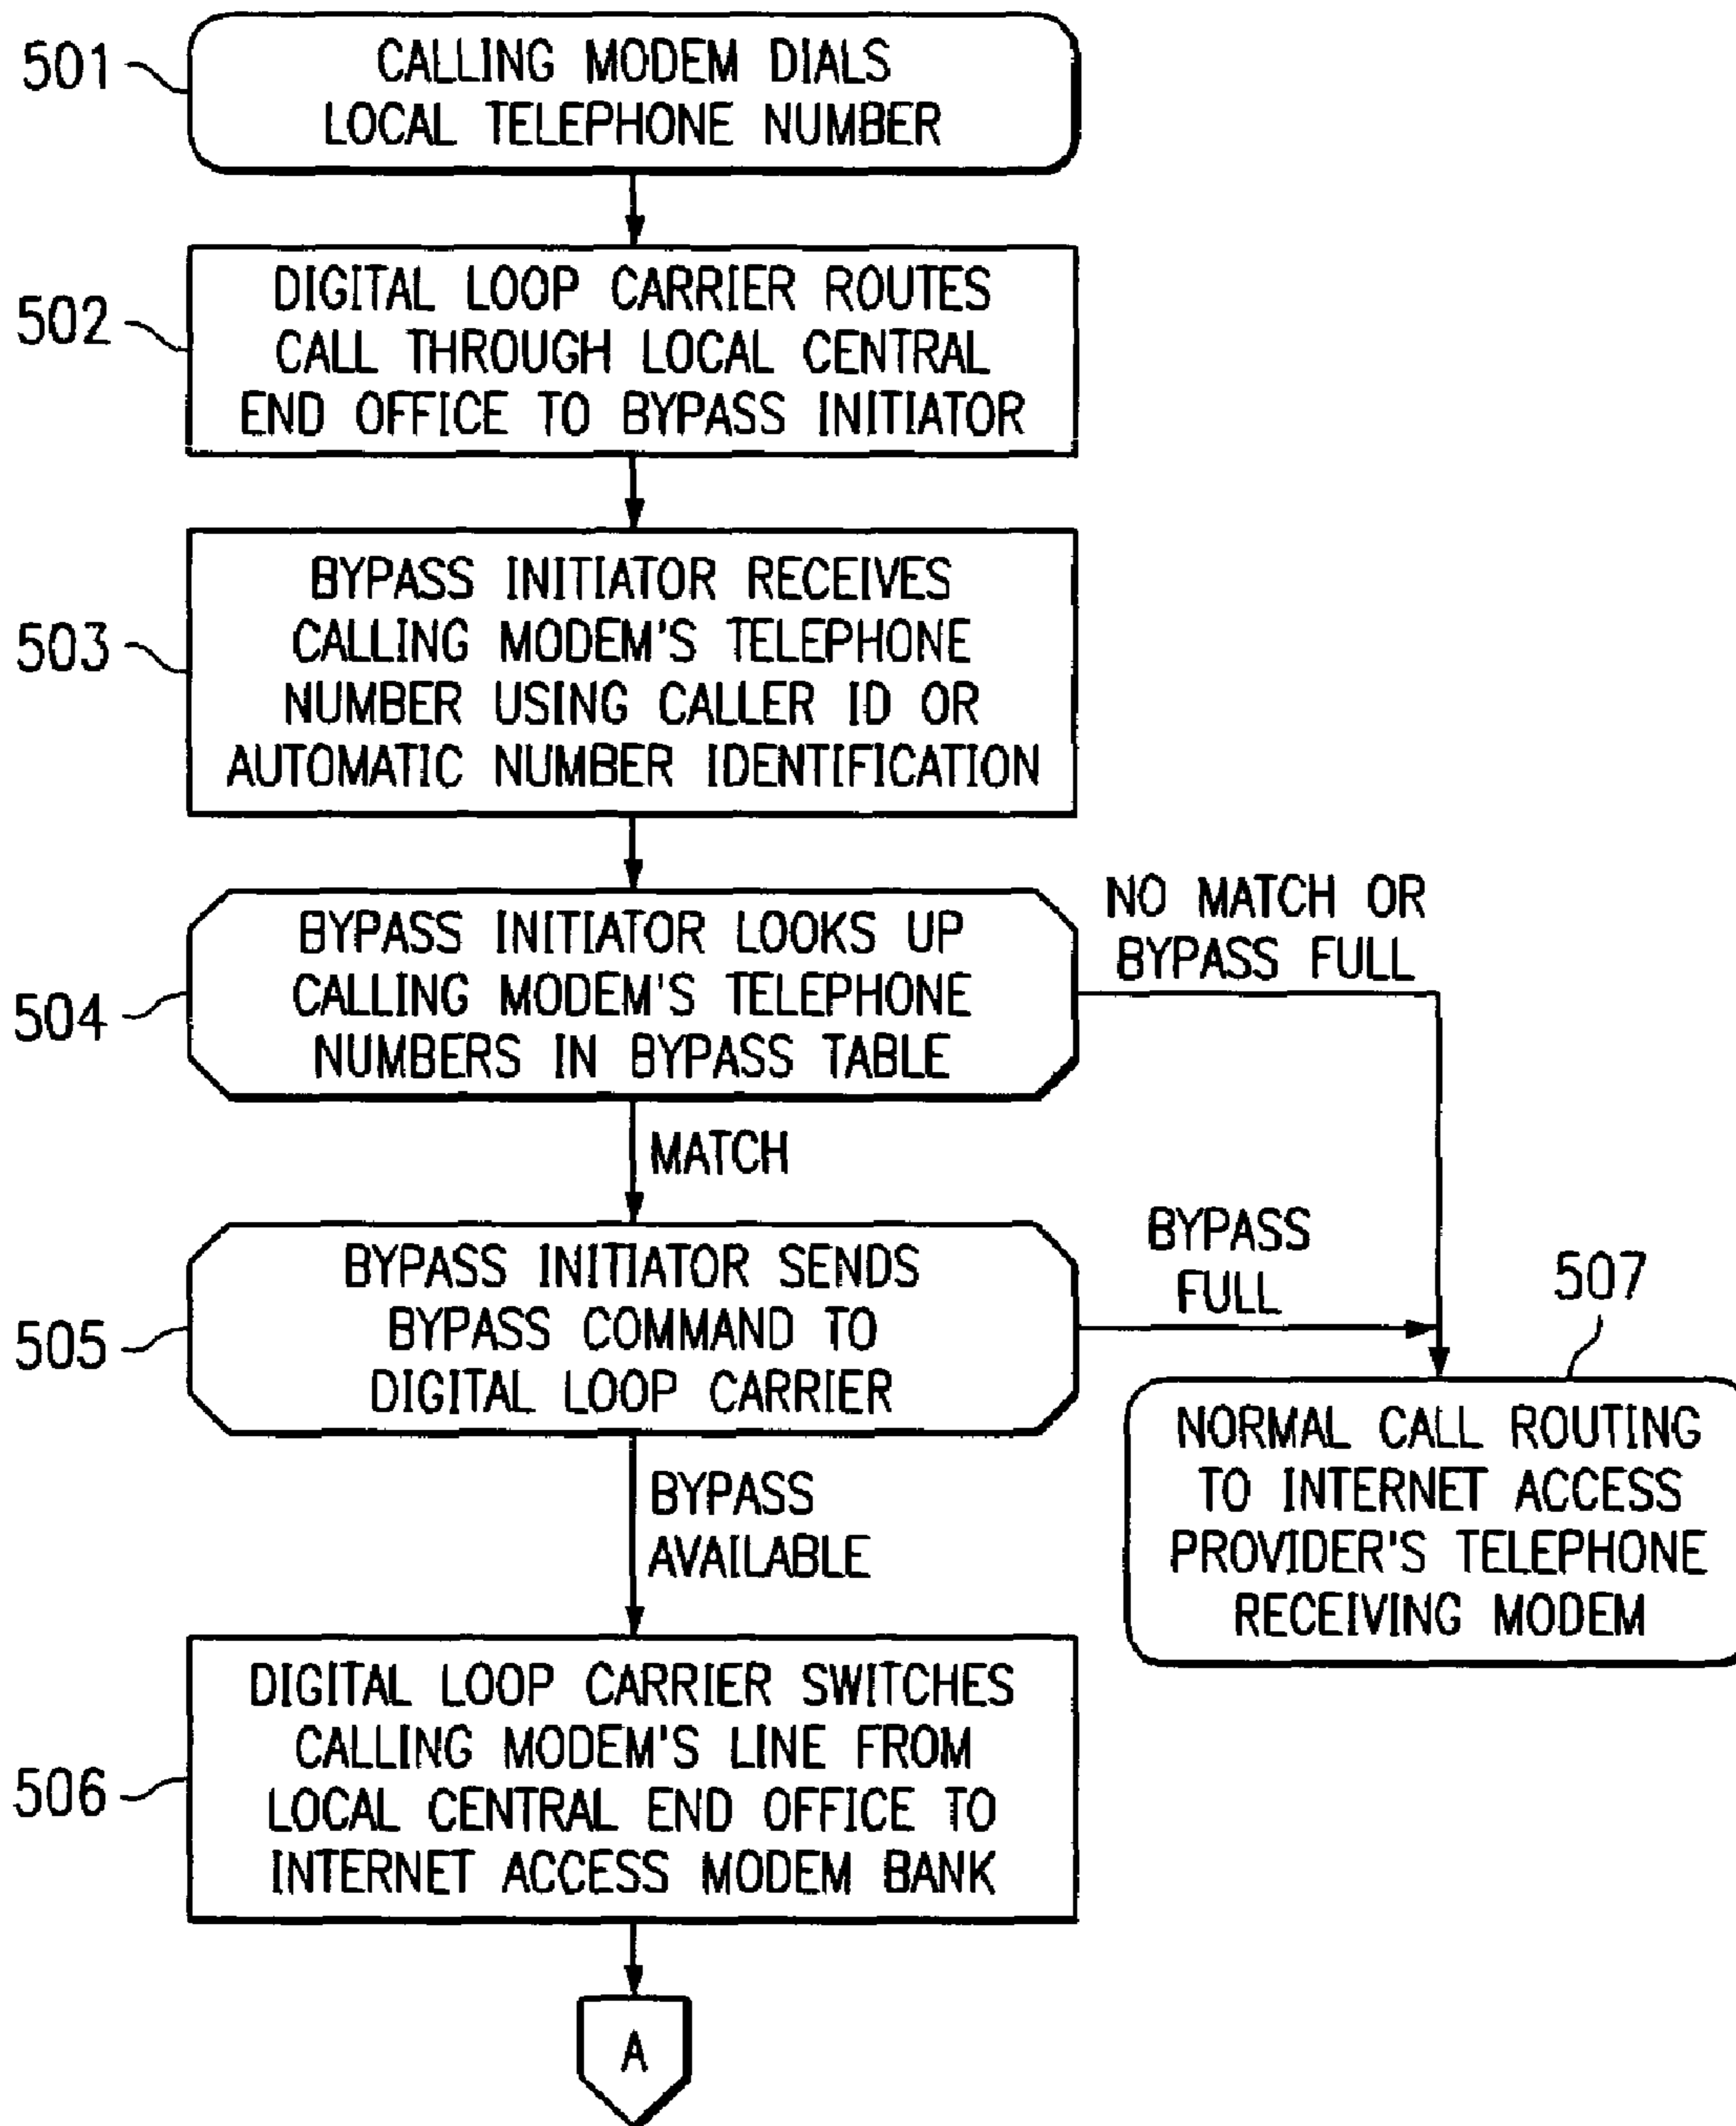 501
CALLING MODEM DIALS
LOCAL TELEPHONE NUMBER
502
DIGITAL LOOP CARRIER ROUTES
CALL THROUGH LOCAL CENTRAL
END OFFICE TO BYPASS INITIATOR
503
BYPASS INITIATOR RECEIVES
CALLING MODEM'S TELEPHONE
NUMBER USING CALLER ID OR
AUTOMATIC NUMBER IDENTIFICATION
504
BYPASS INITIATOR LOOKS UP
CALLING MODEM'S TELEPHONE
NUMBERS IN BYPASS TABLE
NO MATCH OR
BYPASS FULL
MATCH
505
BYPASS INITIATOR SENDS
BYPASS COMMAND TO
DIGITAL LOOP CARRIER
BYPASS
FULL
507
NORMAL CALL ROUTING
TO INTERNET ACCESS
PROVIDER'S TELEPHONE
RECEIVING MODEM
BYPASS
AVAILABLE
506
DIGITAL LOOP CARRIER SWITCHES
CALLING MODEM'S LINE FROM
LOCAL CENTRAL END OFFICE TO
INTERNET ACCESS MODEM BANK
A